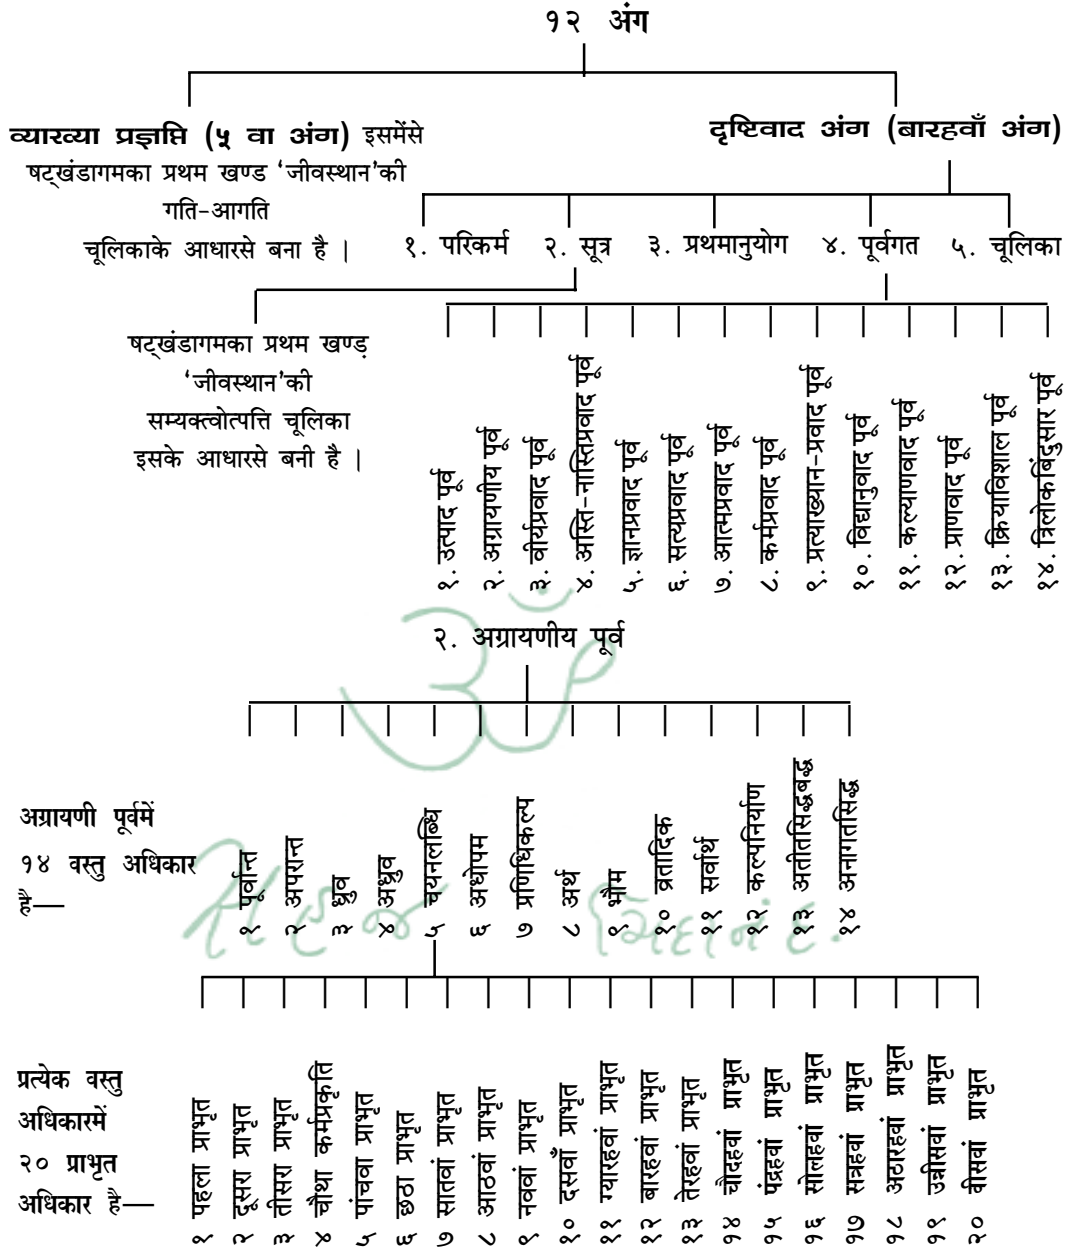 १२ अंग
व्याख्या प्रज्ञप्ति (५ वा अंग) इसमेंसे
षट्खंडागमका प्रथम खण्ड ‘जीवस्थान’की
गति-आगति
चूलिकाके आधारसे बना है ।
दृष्टिवाद अंग (बारहवाँ अंग)
१. परिकर्म २. सूत्र ३. प्रथमानुयोग ४. पूर्वगत ५. चूलिका
षट्खंडागमका प्रथम खण्ड़
‘जीवस्थान’की
सम्यक्त्वोत्पत्ति चूलिका
इसके आधारसे बनी है ।
१. उत्पाद पूर्व
२. अग्रायणीय पूर्व
३. वीर्यप्रवाद पूर्व
४. अस्ति-नास्तिप्रवाद पूर्व
५. ज्ञानप्रवाद पूर्व
६. सत्यप्रवाद पूर्व
७. आत्मप्रवाद पूर्व
८. कर्मप्रवाद पूर्व
९. प्रत्याख्यान-प्रवाद पूर्व
१०. विद्यानुवाद पूर्व
११. कल्याणवाद पूर्व
१२. प्राणवाद पूर्व
१३. क्रियाविशाल पूर्व
१४. त्रिलोकबिंदुसार पूर्व
२. अग्रायणीय पूर्व
अग्रायणी पूर्वमें
१४ वस्तु अधिकार
है—
१ पूर्वान्त
२ अपरान्त
३ ध्रुव
४ अध्रुव
५ चयनलब्धि
६ अधोपम
७ प्रणिधिकल्प
८ अर्थ
९ भौम
१० व्रतादिक
११ सर्वार्थ
१२ कल्पनिर्याण
१३ अतीतसिद्धबद्ध
१४ अनागतसिद्ध
प्रत्येक वस्तु
अधिकारमें
२० प्राभृत
अधिकार है—
१ पहला प्राभृत
२ दूसरा प्राभृत
३ तीसरा प्राभृत
४ चौथा कर्मप्रकृति
५ पांचवा प्राभृत
६ छठा प्राभृत
७ सातवां प्राभृत
८ आठवां प्राभृत
९ नववां प्राभृत
१० दसवाँ प्राभृत
११ ग्यारहवां प्राभृत
१२ बारहवां प्राभृत
१३ तेरहवां प्राभृत
१४ चौदहवां प्राभृत
१५ पंद्रहवां प्राभृत
१६ सोलहवां प्राभृत
१७ सत्रहवां प्राभृत
१८ अठारहवां प्राभृत
१९ उन्नीसवां प्राभृत
२० वीसवां प्राभृत
ॐ